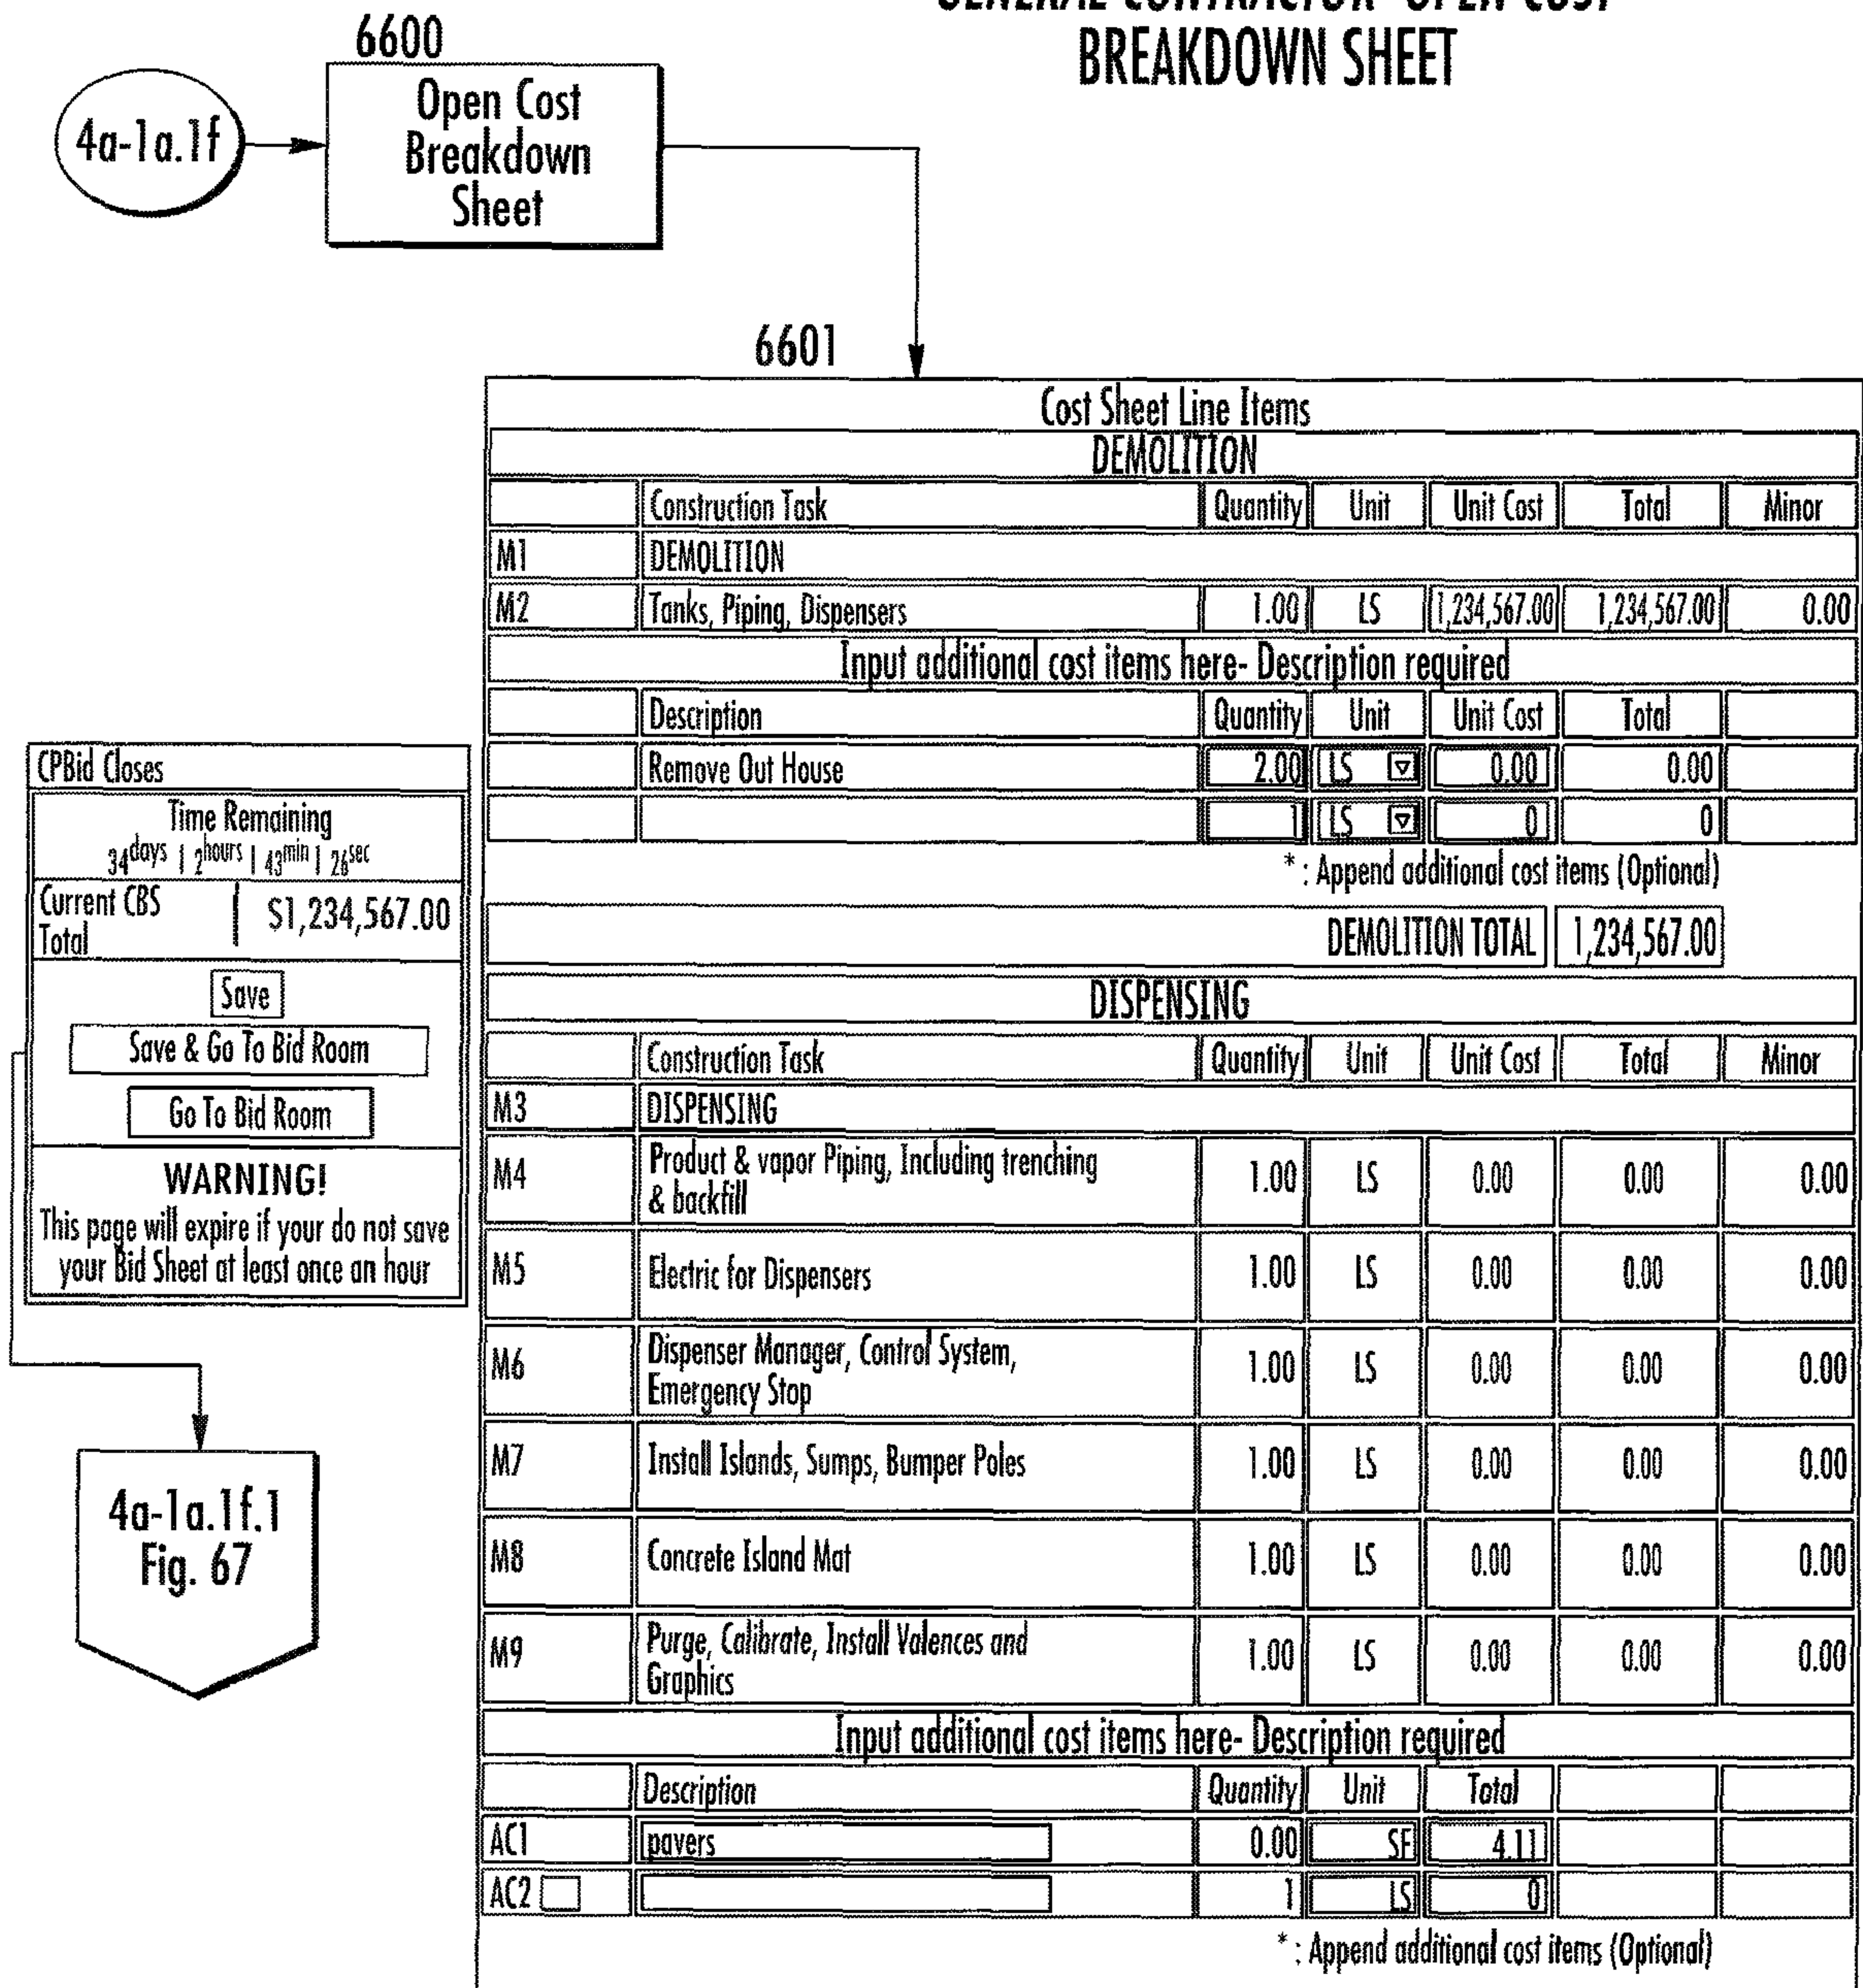 GENERAL CONTRACTOR- OPEN COST
BREAKDOWN SHEET
6600
4a-1a.1f
Open Cost
Breakdown
Sheet
6601
Cost Sheet Line Items
DEMOLITION
Construction Task Quantity Unit Unit Cost Total Minor
M1 DEMOLITION
M2 Tanks, Piping, Dispensers 1.00 LS 1,234,567.00 1,234,567.00 0.00
Input additional cost items here- Description required
Description Quantity Unit Unit Cost Total
Remove Out House 2.00 LS 0.00 0.00
1 LS 0 0
* : Append additional cost items (Optional)
DEMOLITION TOTAL 1,234,567.00
DISPENSING
Construction Task Quantity Unit Unit Cost Total Minor
M3 DISPENSING
M4 Product & vapor Piping, Including trenching
& backfill 1.00 LS 0.00 0.00 0.00
M5 Electric for Dispensers 1.00 LS 0.00 0.00 0.00
M6 Dispenser Manager, Control System,
Emergency Stop 1.00 LS 0.00 0.00 0.00
M7 Install Islands, Sumps, Bumper Poles 1.00 LS 0.00 0.00 0.00
M8 Concrete Island Mat 1.00 LS 0.00 0.00 0.00
M9 Purge, Calibrate, Install Valences and
Graphics 1.00 LS 0.00 0.00 0.00
Input additional cost items here- Description required
Description Quantity Unit Total
AC1 pavers 0.00 SF 4.11
AC2 1 LS 0
* : Append additional cost items (Optional)
CPBid Closes
Time Remaining
34 days | 2 hours | 43 min | 26 sec
Current CBS
Total $1,234,567.00
Save
Save & Go To Bid Room
Go To Bid Room
WARNING!
This page will expire if your do not save
your Bid Sheet at least once an hour
4a-1a.1f.1
Fig. 67